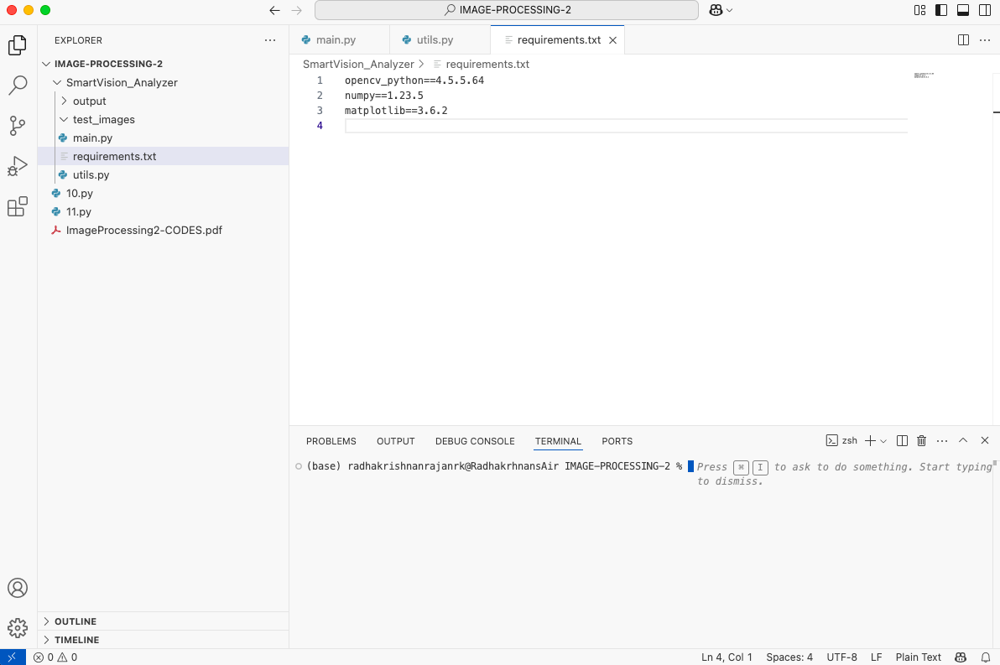 IMAGE-PROCESSING-2
EXPLORER
IMAGE-PROCESSING-2
SmartVision_Analyzer
output
test_images
main.py
requirements.txt
utils.py
10.py
11.py
ImageProcessing2-CODES.pdf
OUTLINE
TIMELINE
main.py
utils.py
requirements.txt
SmartVision_Analyzer > requirements.txt
1 opencv_python==4.5.5.64
2 numpy==1.23.5
3 matplotlib==3.6.2
4
PROBLEMS OUTPUT DEBUG CONSOLE TERMINAL PORTS
zsh
(base) radhakrishnanrajanrk@RadhakrhnansAir IMAGE-PROCESSING-2 % Press ⌘ I to ask to do something. Start typing
to dismiss.
0 0
Ln 4, Col 1 Spaces: 4 UTF-8 LF Plain Text